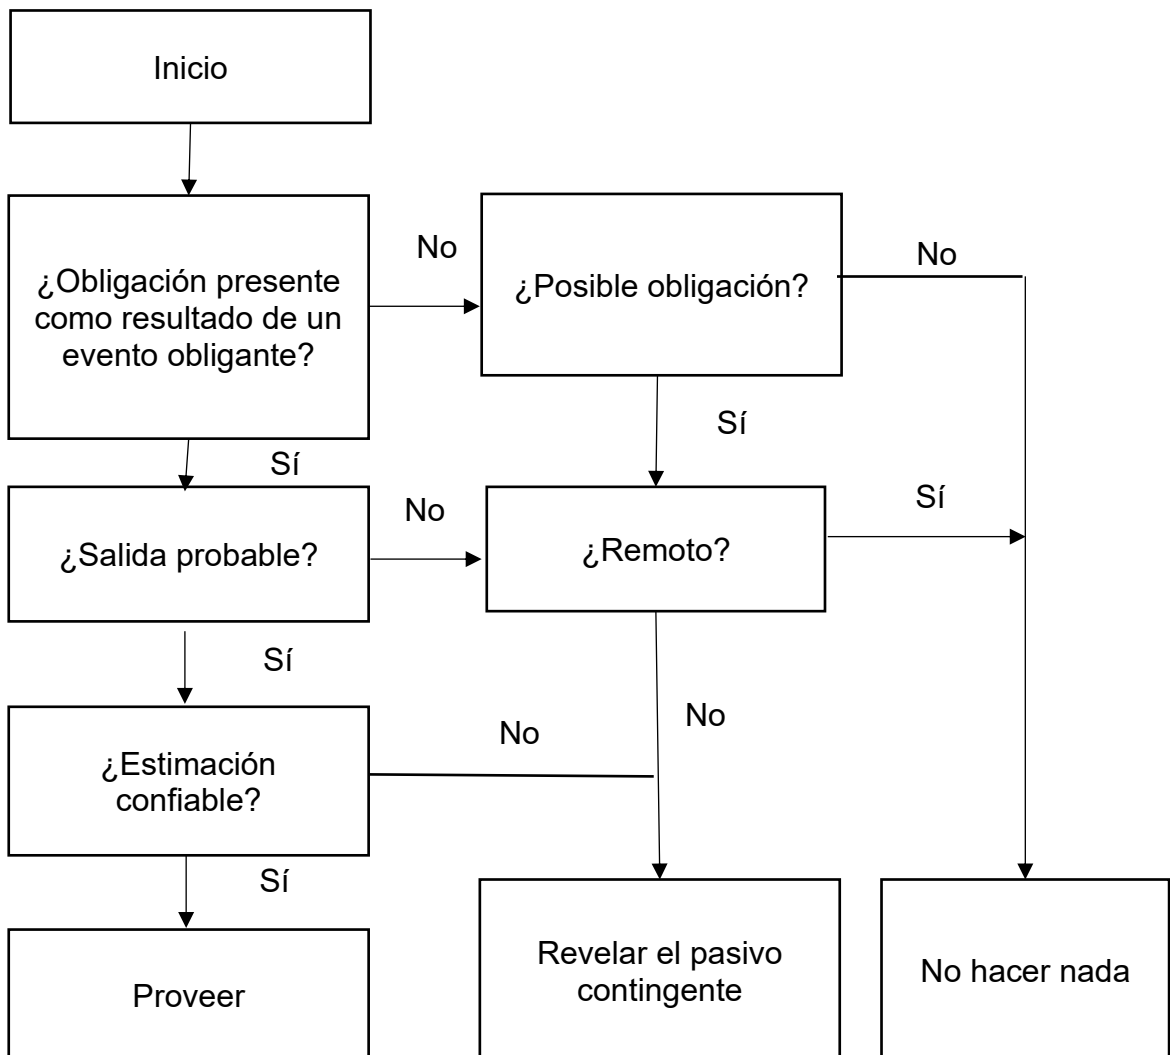 Inicio
No
No
¿Obligación presente
como resultado de un
evento obligante?
¿Posible obligación?
Sí
Sí
No
Sí
¿Salida probable?
¿Remoto?
Sí
No
No
¿Estimación
confiable?
Sí
Revelar el pasivo
contingente
No hacer nada
Proveer